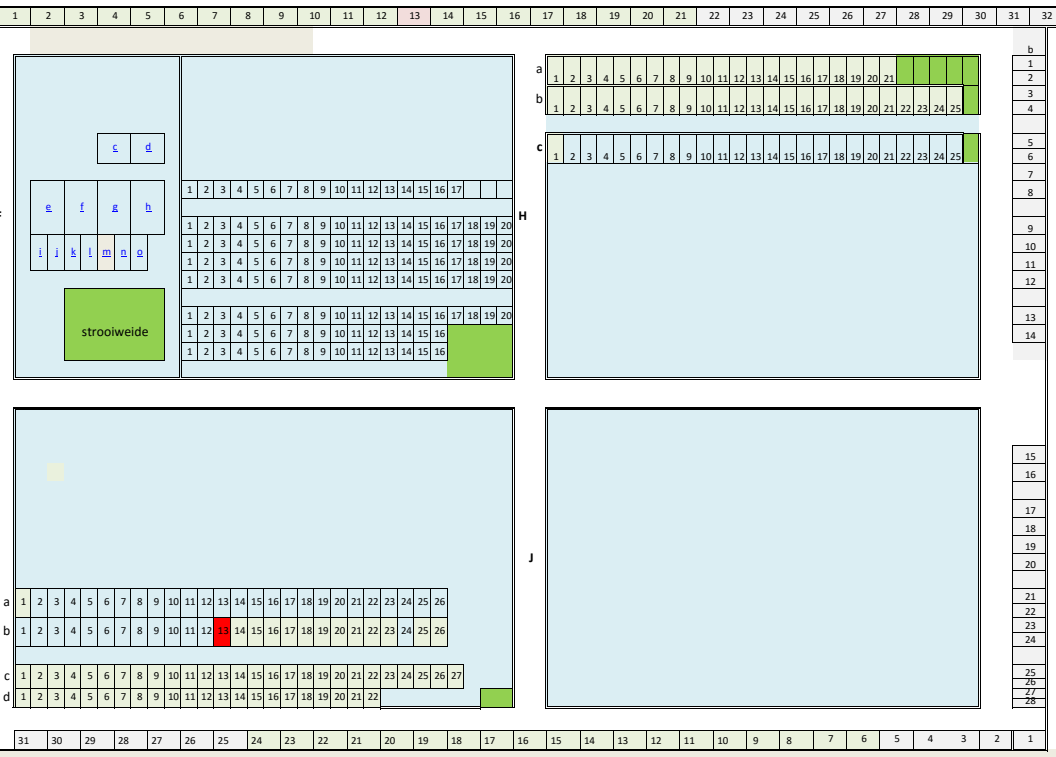 1 2 3 4 5 6 7 8 9 10 11 12 13 14 15 16 17 18 19 20 21 22 23 24 25 26 27 28 29 30 31 32
b
a 1 2 3 4 5 6 7 8 9 10 11 12 13 14 15 16 17 18 19 20 21
1
2
b 1 2 3 4 5 6 7 8 9 10 11 12 13 14 15 16 17 18 19 20 21 22 23 24 25
3
4
c d
c 1 2 3 4 5 6 7 8 9 10 11 12 13 14 15 16 17 18 19 20 21 22 23 24 25
5
6
7
1 2 3 4 5 6 7 8 9 10 11 12 13 14 15 16 17
8
e f g h
H
1 2 3 4 5 6 7 8 9 10 11 12 13 14 15 16 17 18 19 20
9
1 2 3 4 5 6 7 8 9 10 11 12 13 14 15 16 17 18 19 20
10
i j k l m n o
1 2 3 4 5 6 7 8 9 10 11 12 13 14 15 16 17 18 19 20
11
1 2 3 4 5 6 7 8 9 10 11 12 13 14 15 16 17 18 19 20
12
1 2 3 4 5 6 7 8 9 10 11 12 13 14 15 16 17 18 19 20
13
strooiweide
1 2 3 4 5 6 7 8 9 10 11 12 13 14 15 16
14
1 2 3 4 5 6 7 8 9 10 11 12 13 14 15 16
15
16
17
18
19
J
20
21
a 1 2 3 4 5 6 7 8 9 10 11 12 13 14 15 16 17 18 19 20 21 22 23 24 25 26
22
23
b 1 2 3 4 5 6 7 8 9 10 11 12 13 14 15 16 17 18 19 20 21 22 23 24 25 26
24
25
c 1 2 3 4 5 6 7 8 9 10 11 12 13 14 15 16 17 18 19 20 21 22 23 24 25 26 27
26
27
d 1 2 3 4 5 6 7 8 9 10 11 12 13 14 15 16 17 18 19 20 21 22
28
31 30 29 28 27 26 25 24 23 22 21 20 19 18 17 16 15 14 13 12 11 10 9 8 7 6 5 4 3 2 1